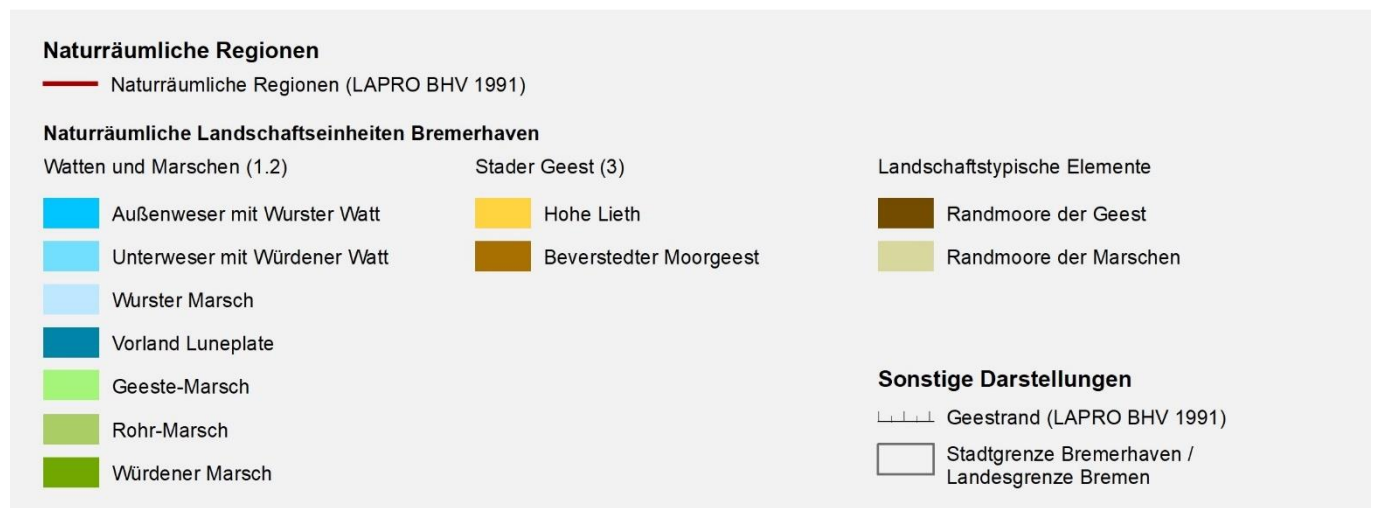 Naturräumliche Regionen
Naturräumliche Regionen (LAPRO BHV 1991)
Naturräumliche Landschaftseinheiten Bremerhaven
Watten und Marschen (1.2)
Außenweser mit Wurster Watt
Unterweser mit Würdener Watt
Wurster Marsch
Vorland Luneplate
Geeste-Marsch
Rohr-Marsch
Würdener Marsch
Stader Geest (3)
Hohe Lieth
Beverstedter Moorgeest
Landschaftstypische Elemente
Randmoore der Geest
Randmoore der Marschen
Sonstige Darstellungen
Geestrand (LAPRO BHV 1991)
Stadtgrenze Bremerhaven /
Landesgrenze Bremen